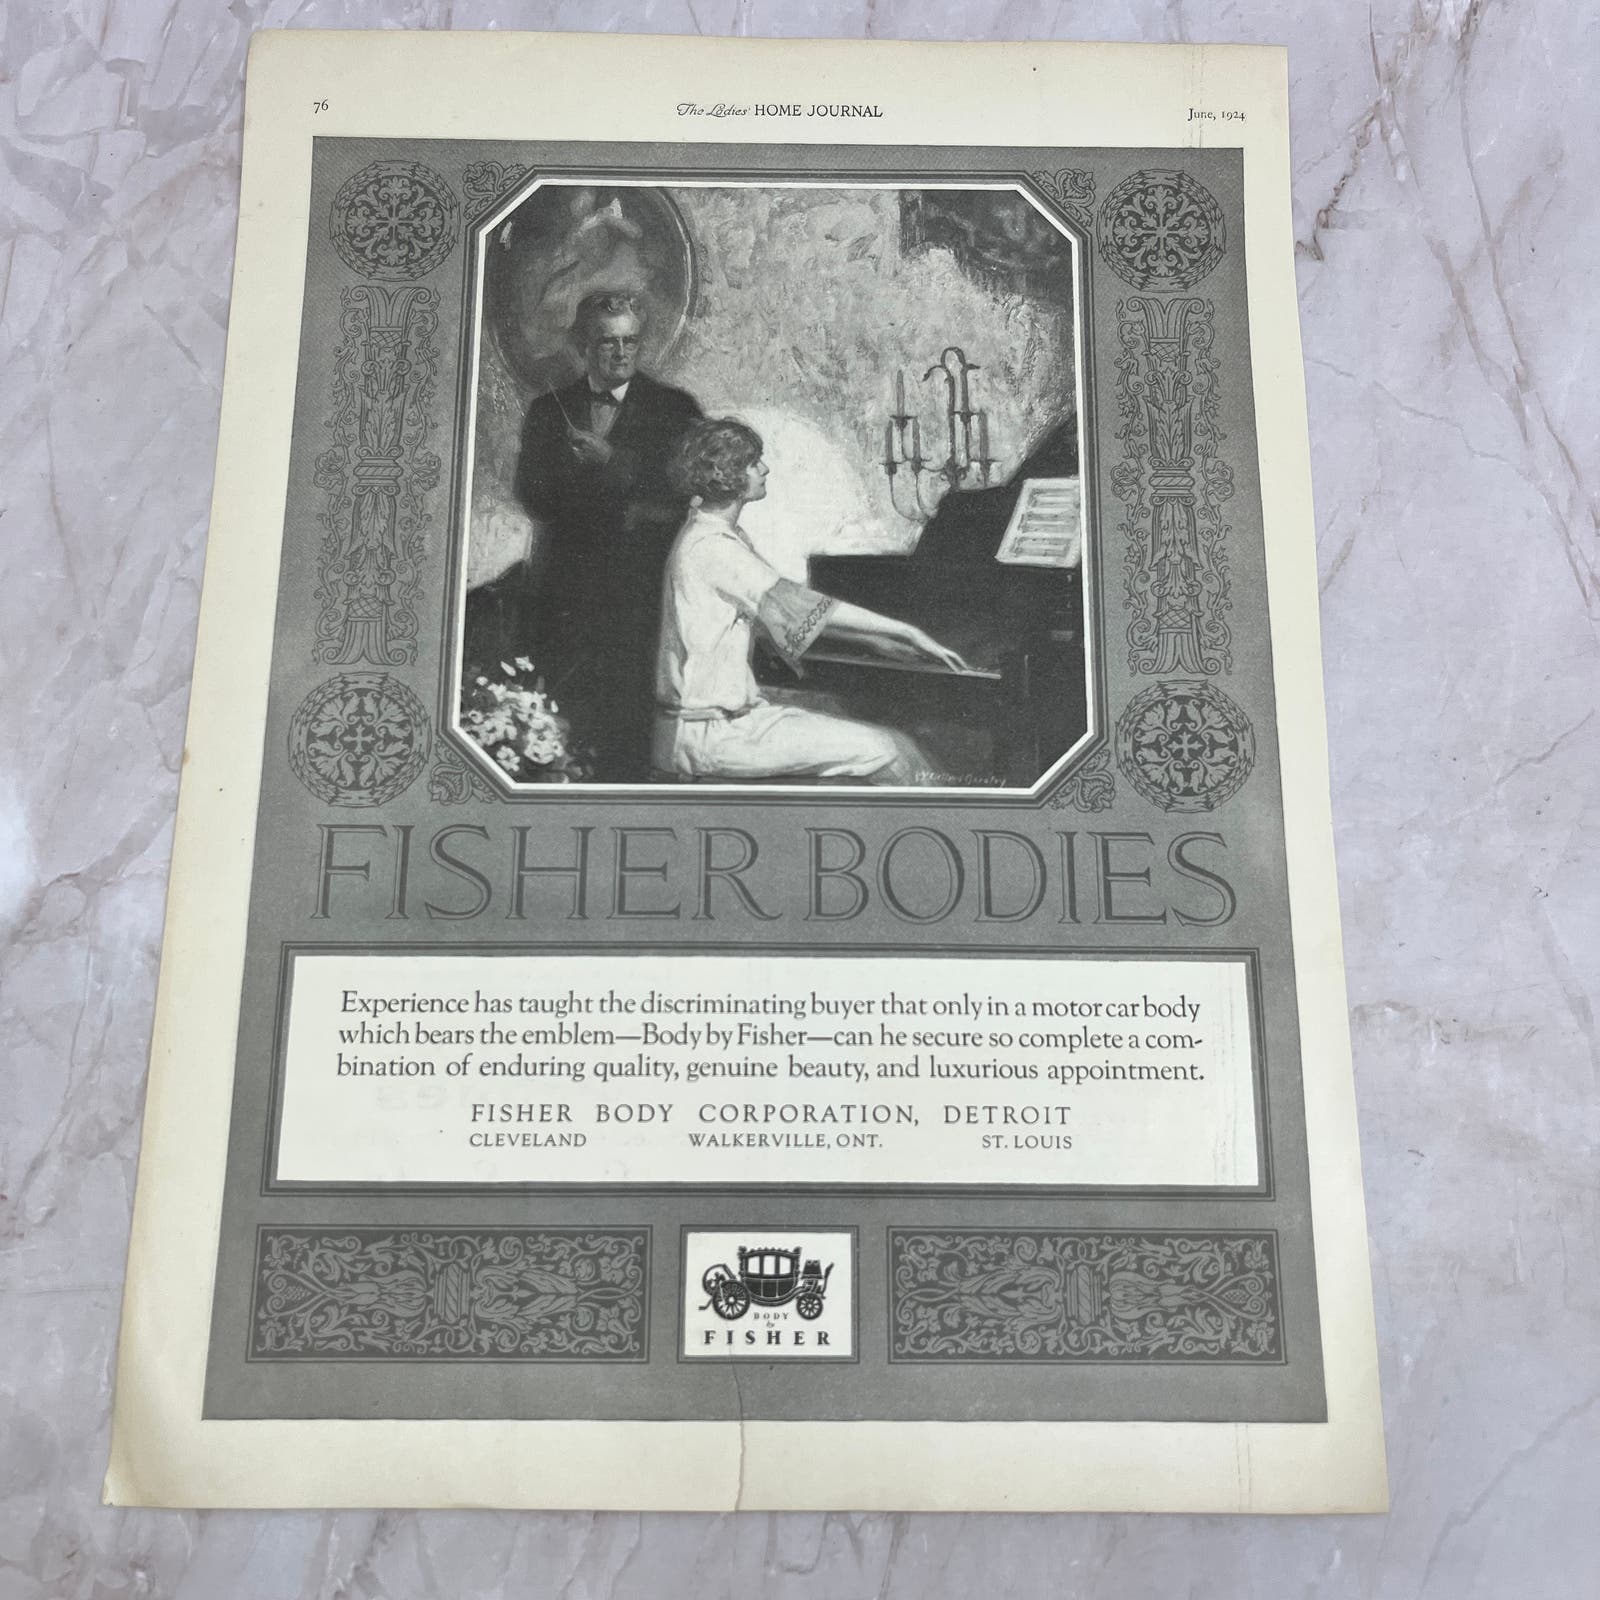 76
The Ladies' HOME JOURNAL
June, 1924
FISHER BODIES
Experience has taught the discriminating buyer that only in a motor car body
which bears the emblem—Body by Fisher—can he secure so complete a com-
bination of enduring quality, genuine beauty, and luxurious appointment.
FISHER BODY CORPORATION, DETROIT
CLEVELAND WALKERVILLE, ONT. ST. LOUIS
BODY
by
FISHER